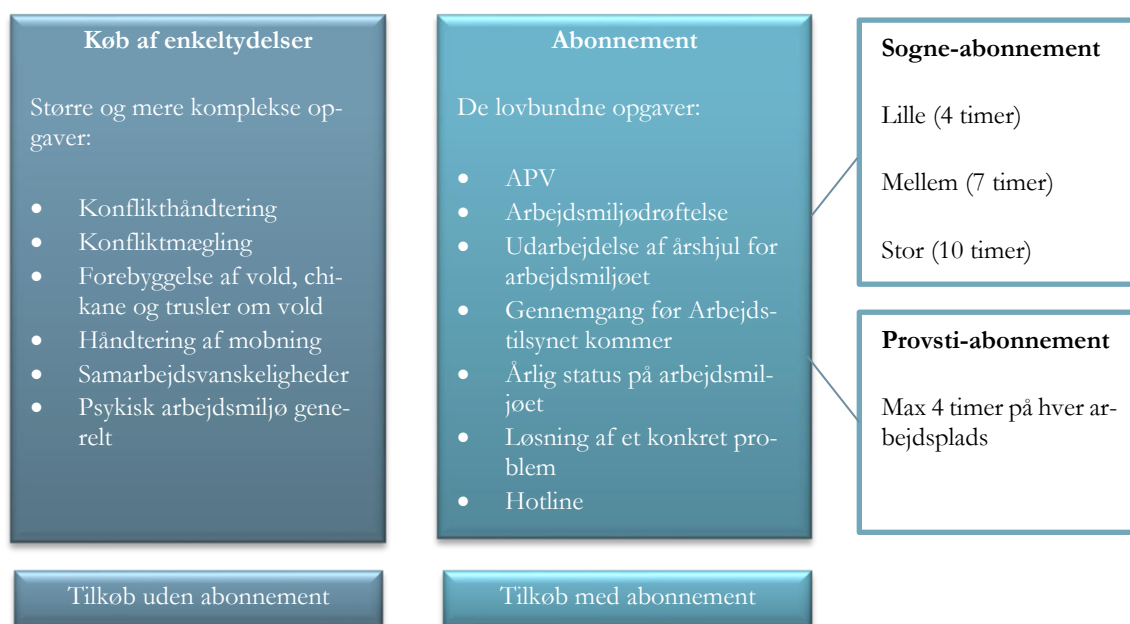 Køb af enkeltydelser
Større og mere komplekse op-
gaver:
• Konflikthåndtering
• Konfliktmægling
• Forebyggelse af vold, chi-
kane og trusler om vold
• Håndtering af mobning
• Samarbejdsvanskeligheder
• Psykisk arbejdsmiljø gene-
relt
Tilkøb uden abonnement
Abonnement
De lovbundne opgaver:
• APV
• Arbejdsmiljødrøftelse
• Udarbejdelse af årshjul for
arbejdsmiljøet
• Gennemgang før Arbejds-
tilsynet kommer
• Årlig status på arbejdsmil-
jøet
• Løsning af et konkret pro-
blem
• Hotline
Tilkøb med abonnement
Sogne-abonnement
Lille (4 timer)
Mellem (7 timer)
Stor (10 timer)
Provsti-abonnement
Max 4 timer på hver ar-
bejdsplads